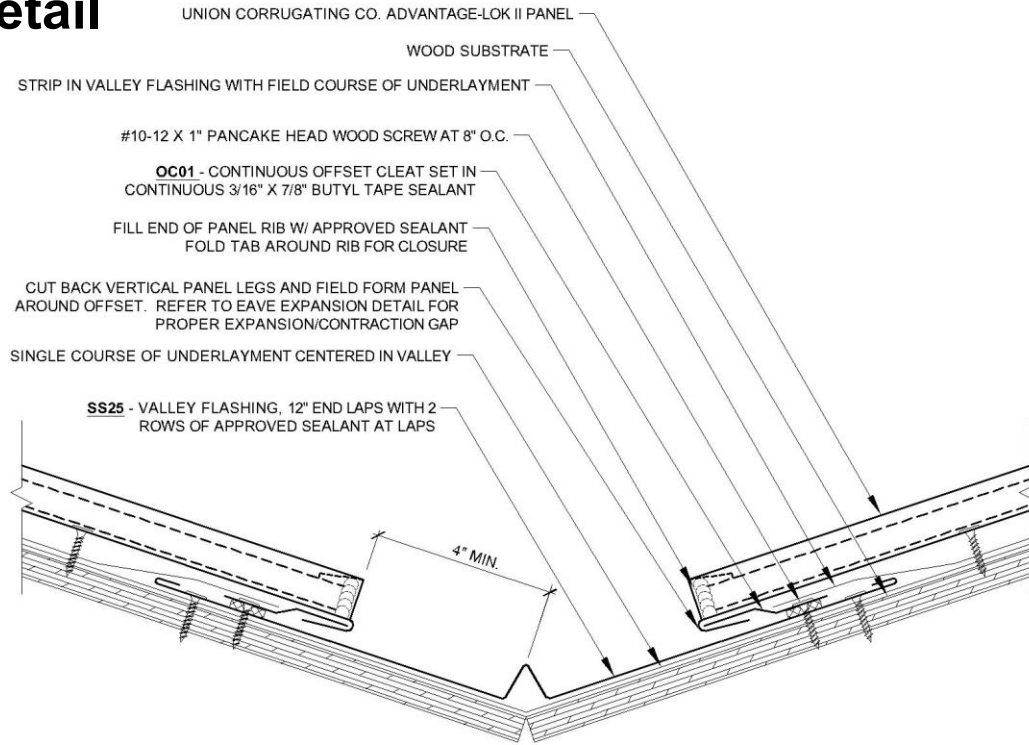 etail
UNION CORRUGATING CO. ADVANTAGE-LOK II PANEL
WOOD SUBSTRATE
STRIP IN VALLEY FLASHING WITH FIELD COURSE OF UNDERLAYMENT
#10-12 X 1" PANCAKE HEAD WOOD SCREW AT 8" O.C.
OC01 - CONTINUOUS OFFSET CLEAT SET IN
CONTINUOUS 3/16" X 7/8" BUTYL TAPE SEALANT
FILL END OF PANEL RIB W/ APPROVED SEALANT
FOLD TAB AROUND RIB FOR CLOSURE
CUT BACK VERTICAL PANEL LEGS AND FIELD FORM PANEL
AROUND OFFSET. REFER TO EAVE EXPANSION DETAIL FOR
PROPER EXPANSION/CONTRACTION GAP
SINGLE COURSE OF UNDERLAYMENT CENTERED IN VALLEY
SS25 - VALLEY FLASHING, 12" END LAPS WITH 2
ROWS OF APPROVED SEALANT AT LAPS
4" MIN.